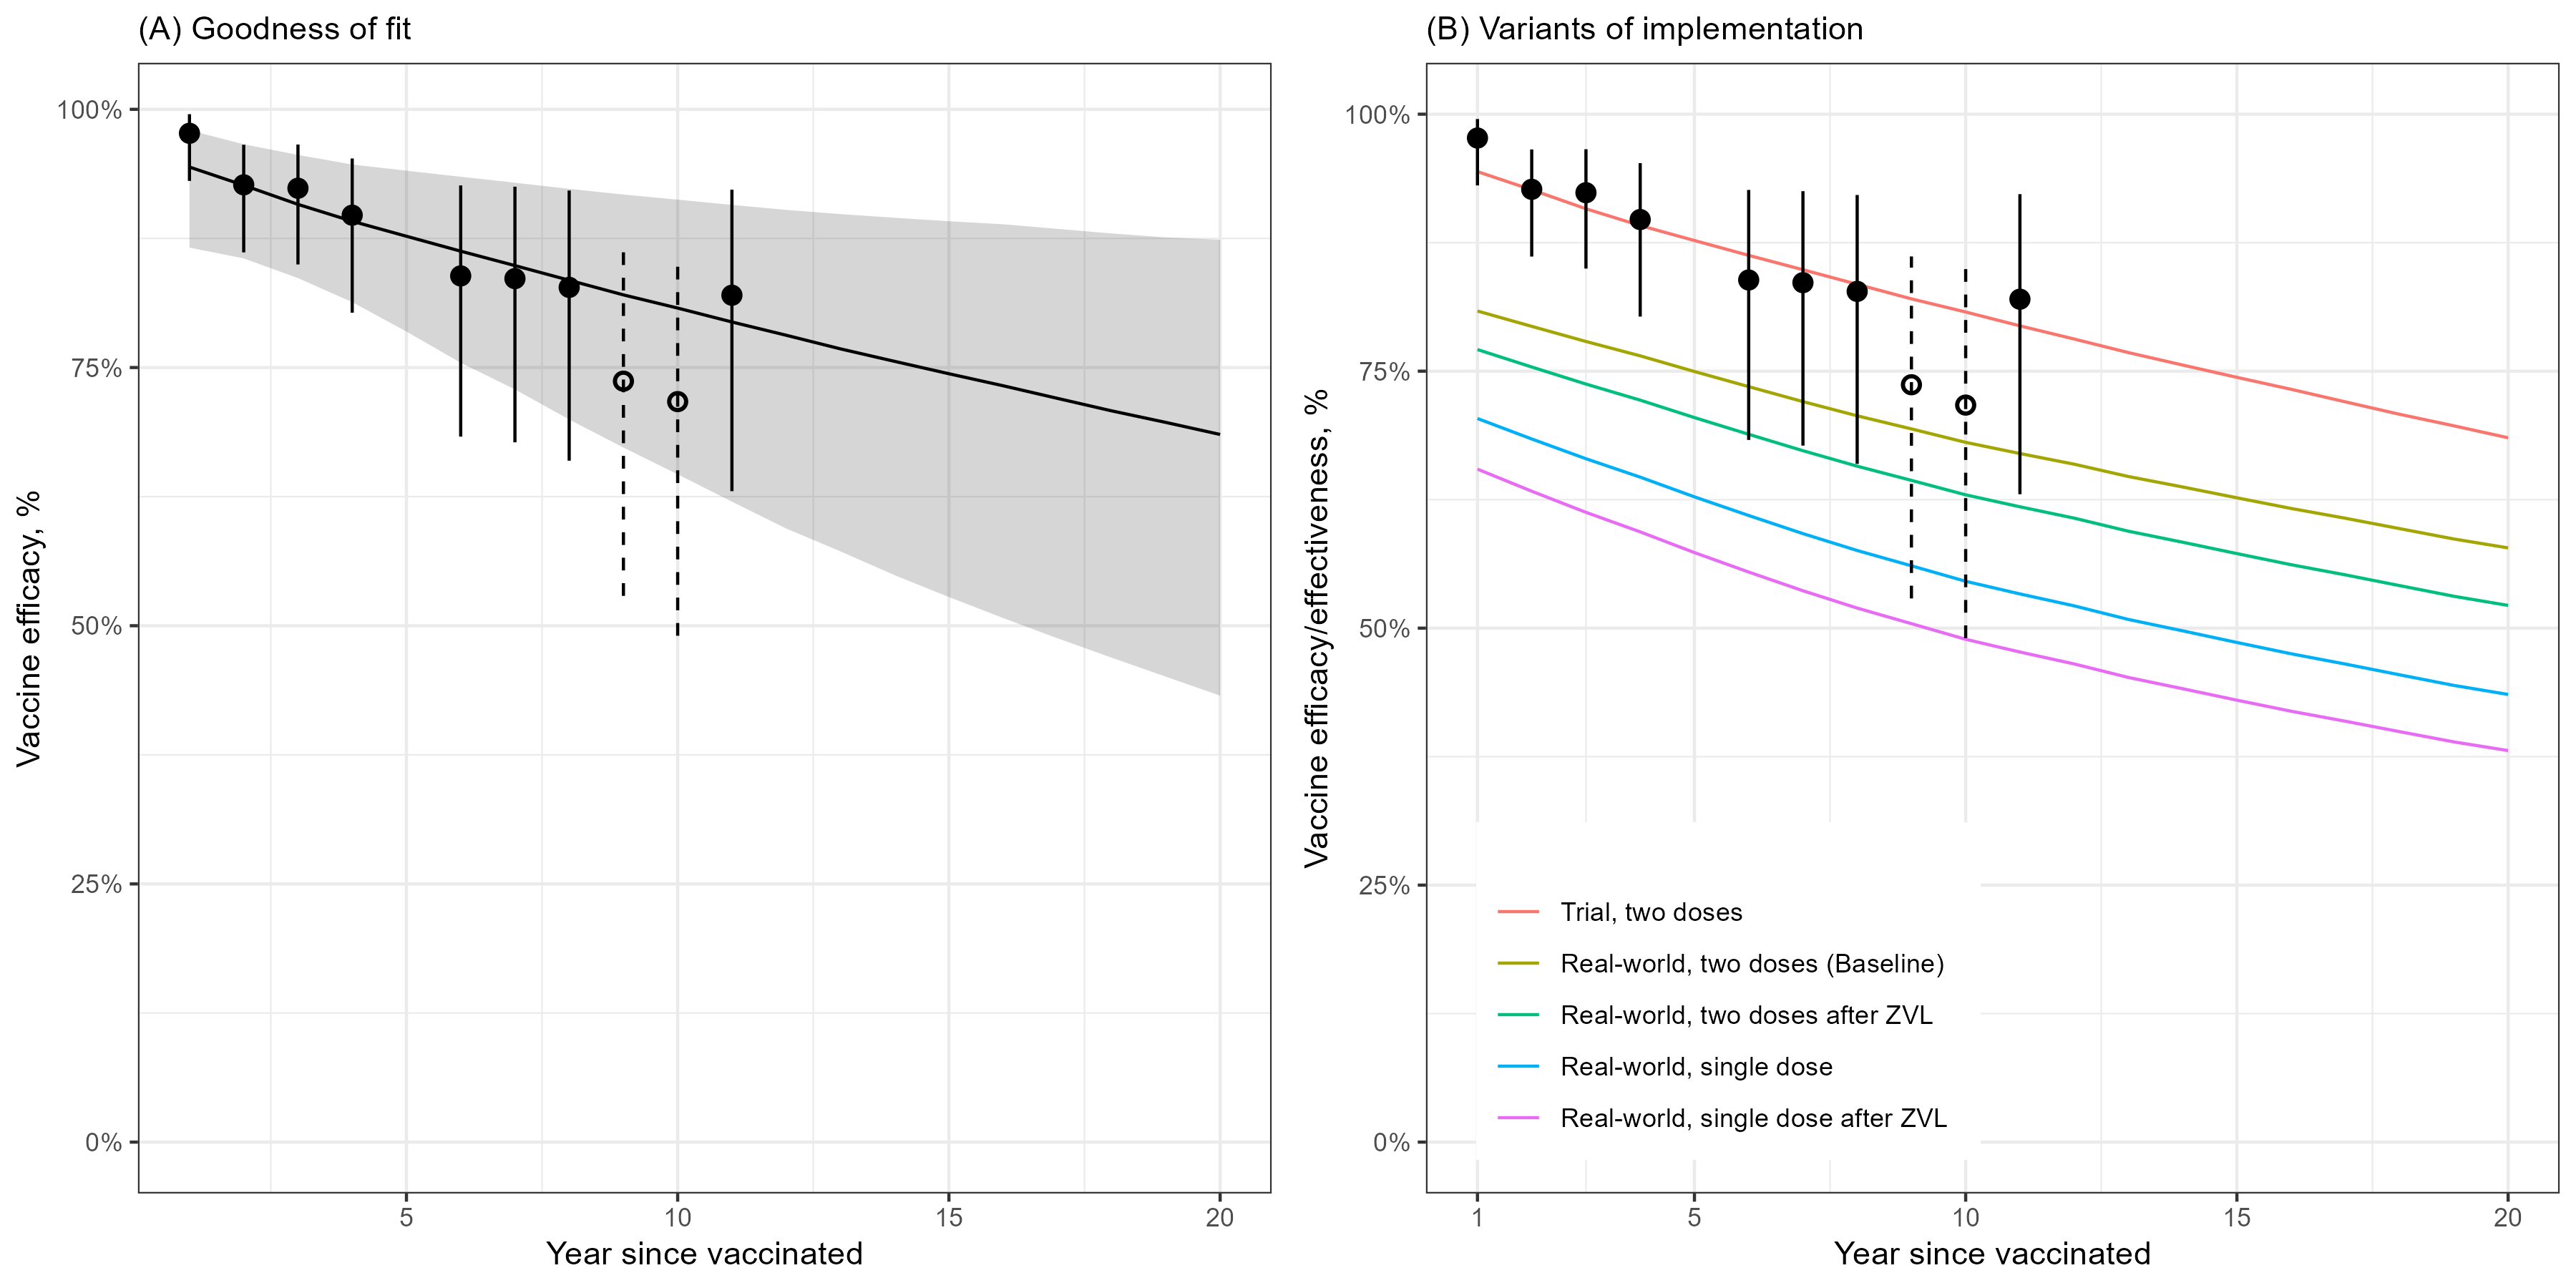 (A) Goodness of fit
Vaccine efficacy, %
100%
75%
50%
25%
0%
5 10 15 20
Year since vaccinated
(B) Variants of implementation
Vaccine efficacy/effectiveness, %
100%
75%
50%
25%
0%
Trial, two doses
Real-world, two doses (Baseline)
Real-world, two doses after ZVL
Real-world, single dose
Real-world, single dose after ZVL
1 5 10 15 20
Year since vaccinated